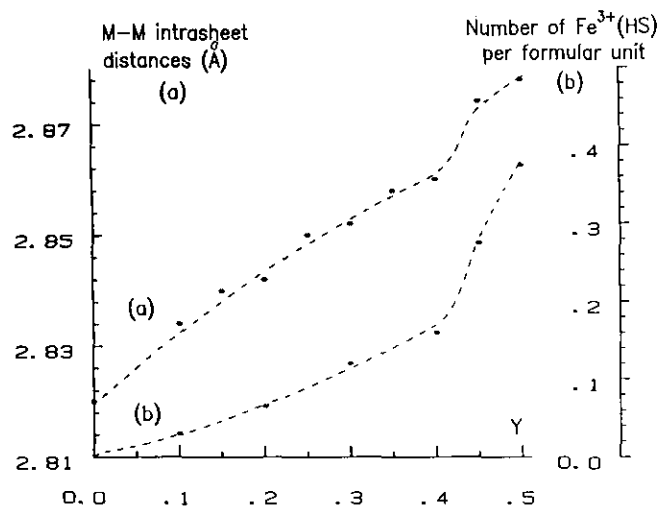 M-M intrasheet
distances (Å)
(a)
Number of Fe³⁺(HS)
per formular unit
(b)
2.87
2.85
2.83
2.81
.4
.3
.2
.1
0.0
(a)
(b)
Y
0.0 .1 .2 .3 .4 .5